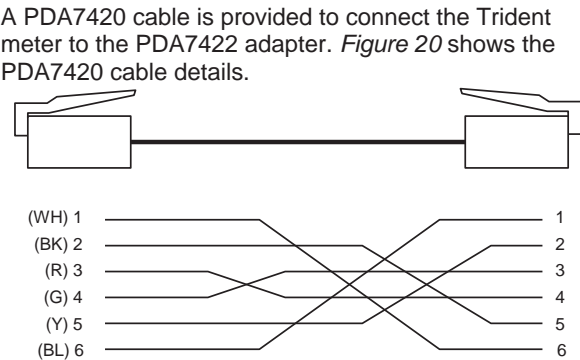 A PDA7420 cable is provided to connect the Trident
meter to the PDA7422 adapter. Figure 20 shows the
PDA7420 cable details.
(WH) 1 1
(BK) 2 2
(R) 3 3
(G) 4 4
(Y) 5 5
(BL) 6 6